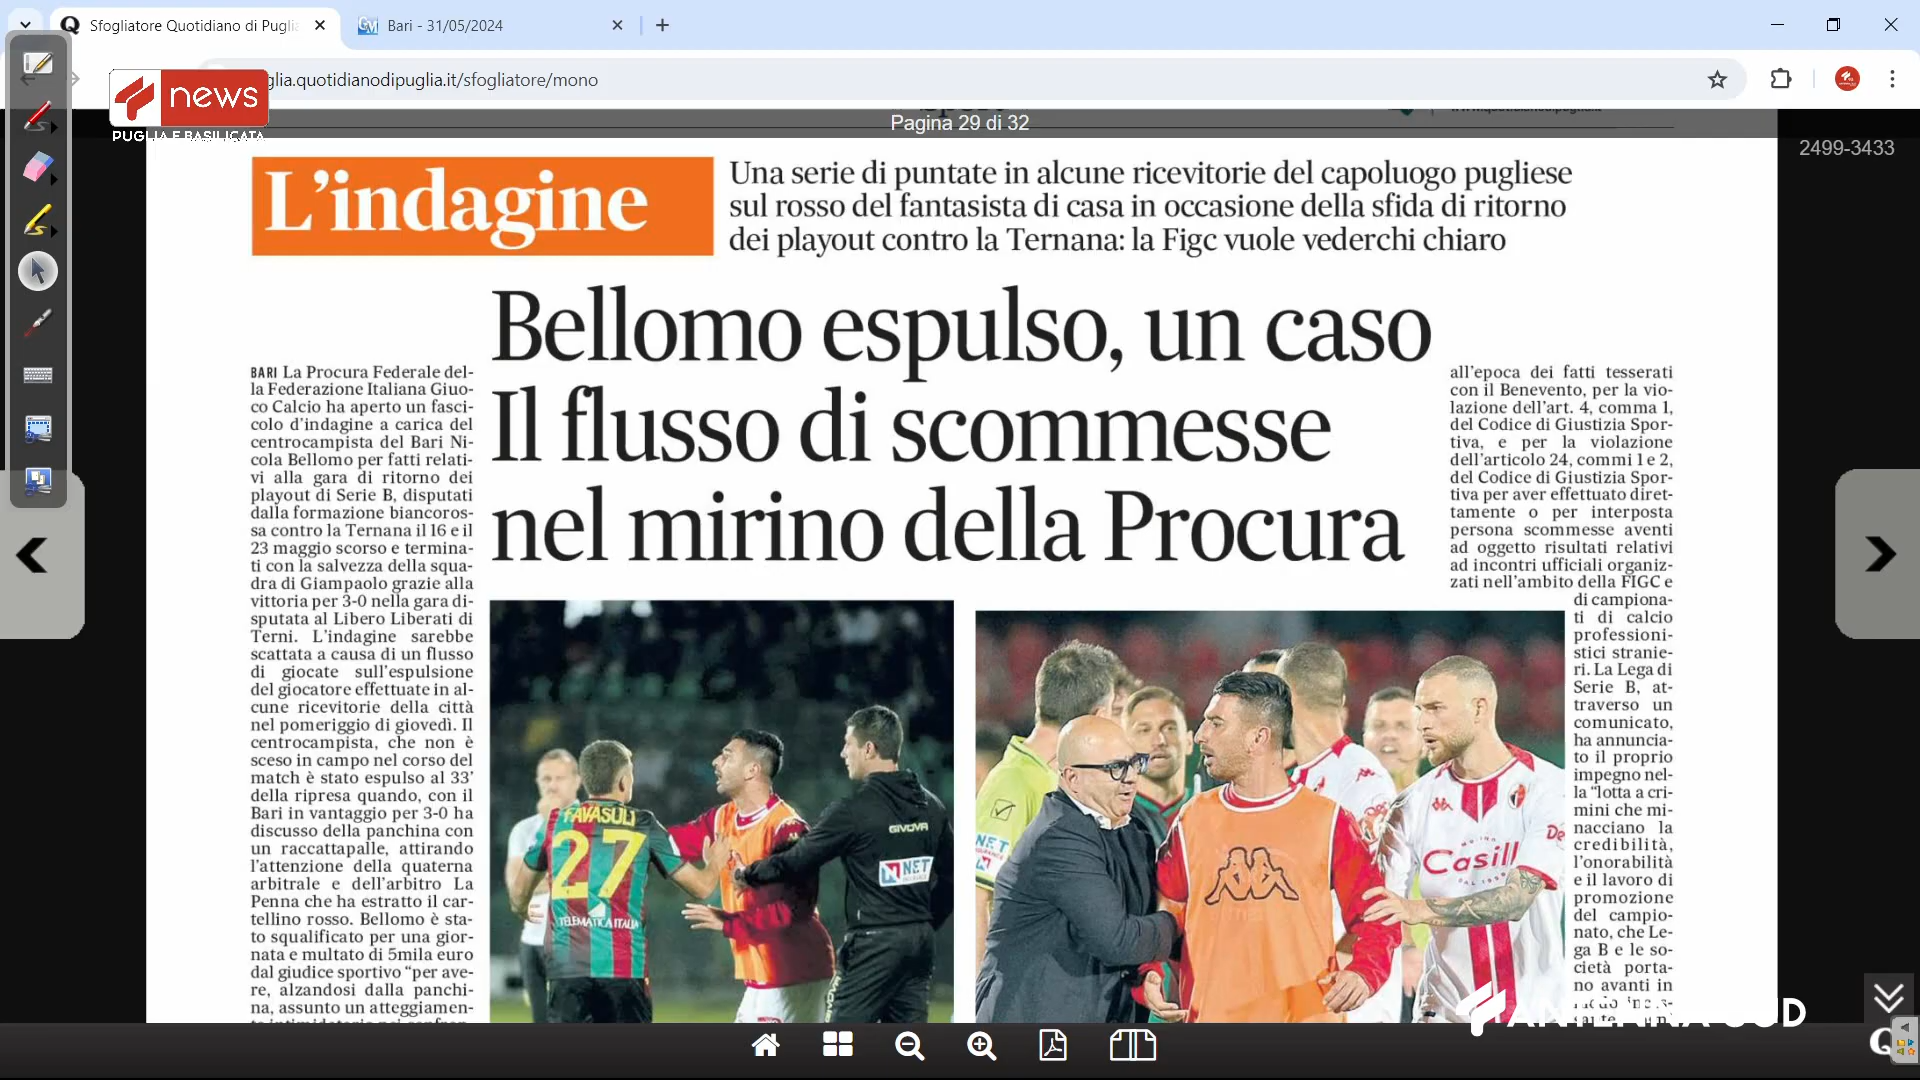 Sfogliatore Quotidiano di Puglia
Bari - 31/05/2024
glia.quotidianodipuglia.it/sfogliatore/mono
news
PUGLIA E BASILICATA
Pagina 29 di 32
2499-3433
L'indagine
Una serie di puntate in alcune ricevitorie del capoluogo pugliese
sul rosso del fantasista di casa in occasione della sfida di ritorno
dei playout contro la Ternana: la Figc vuole vederchi chiaro
Bellomo espulso, un caso
Il flusso di scommesse
nel mirino della Procura
BARI La Procura Federale del-
la Federazione Italiana Giuo-
co Calcio ha aperto un fasci-
colo d'indagine a carica del
centrocampista del Bari Ni-
cola Bellomo per fatti relati-
vi alla gara di ritorno dei
playout di Serie B, disputati
dalla formazione biancoros-
sa contro la Ternana il 16 e il
23 maggio scorso e termina-
ti con la salvezza della squa-
dra di Giampaolo grazie alla
vittoria per 3-0 nella gara di-
sputata al Libero Liberati di
Terni. L'indagine sarebbe
scattata a causa di un flusso
di giocate sull'espulsione
del giocatore effettuate in al-
cune ricevitorie della città
nel pomeriggio di giovedì. Il
centrocampista, che non è
sceso in campo nel corso del
match è stato espulso al 33'
della ripresa quando, con il
Bari in vantaggio per 3-0 ha
discusso della panchina con
un raccattapalle, attirando
l'attenzione della quaterna
arbitrale e dell'arbitro La
Penna che ha estratto il car-
tellino rosso. Bellomo è sta-
to squalificato per una gior-
nata e multato di 5mila euro
dal giudice sportivo "per ave-
re, alzandosi dalla panchi-
na, assunto un atteggiamen-
all'epoca dei fatti tesserati
con il Benevento, per la vio-
lazione dell'art. 4, comma 1,
del Codice di Giustizia Spor-
tiva, e per la violazione
dell'articolo 24, commi 1 e 2,
del Codice di Giustizia Spor-
tiva per aver effettuato diret-
tamente o per interposta
persona scommesse aventi
ad oggetto risultati relativi
ad incontri ufficiali organiz-
zati nell'ambito della FIGC e
di campiona-
ti di calcio
professioni-
stici stranie-
ri. La Lega di
Serie B, at-
traverso un
comunicato,
ha annuncia-
to il proprio
impegno nel-
la "lotta a cri-
mini che mi-
nacciano la
credibilità,
l'onorabilità
e il lavoro di
promozione
del campio-
nato, che Le-
ga B e le so-
cietà porta-
no avanti in
FAVASULI
27
TELEMATICA ITALIA
GIVOVA
NET
NET
Casill
DAL
ANTENNA SUD